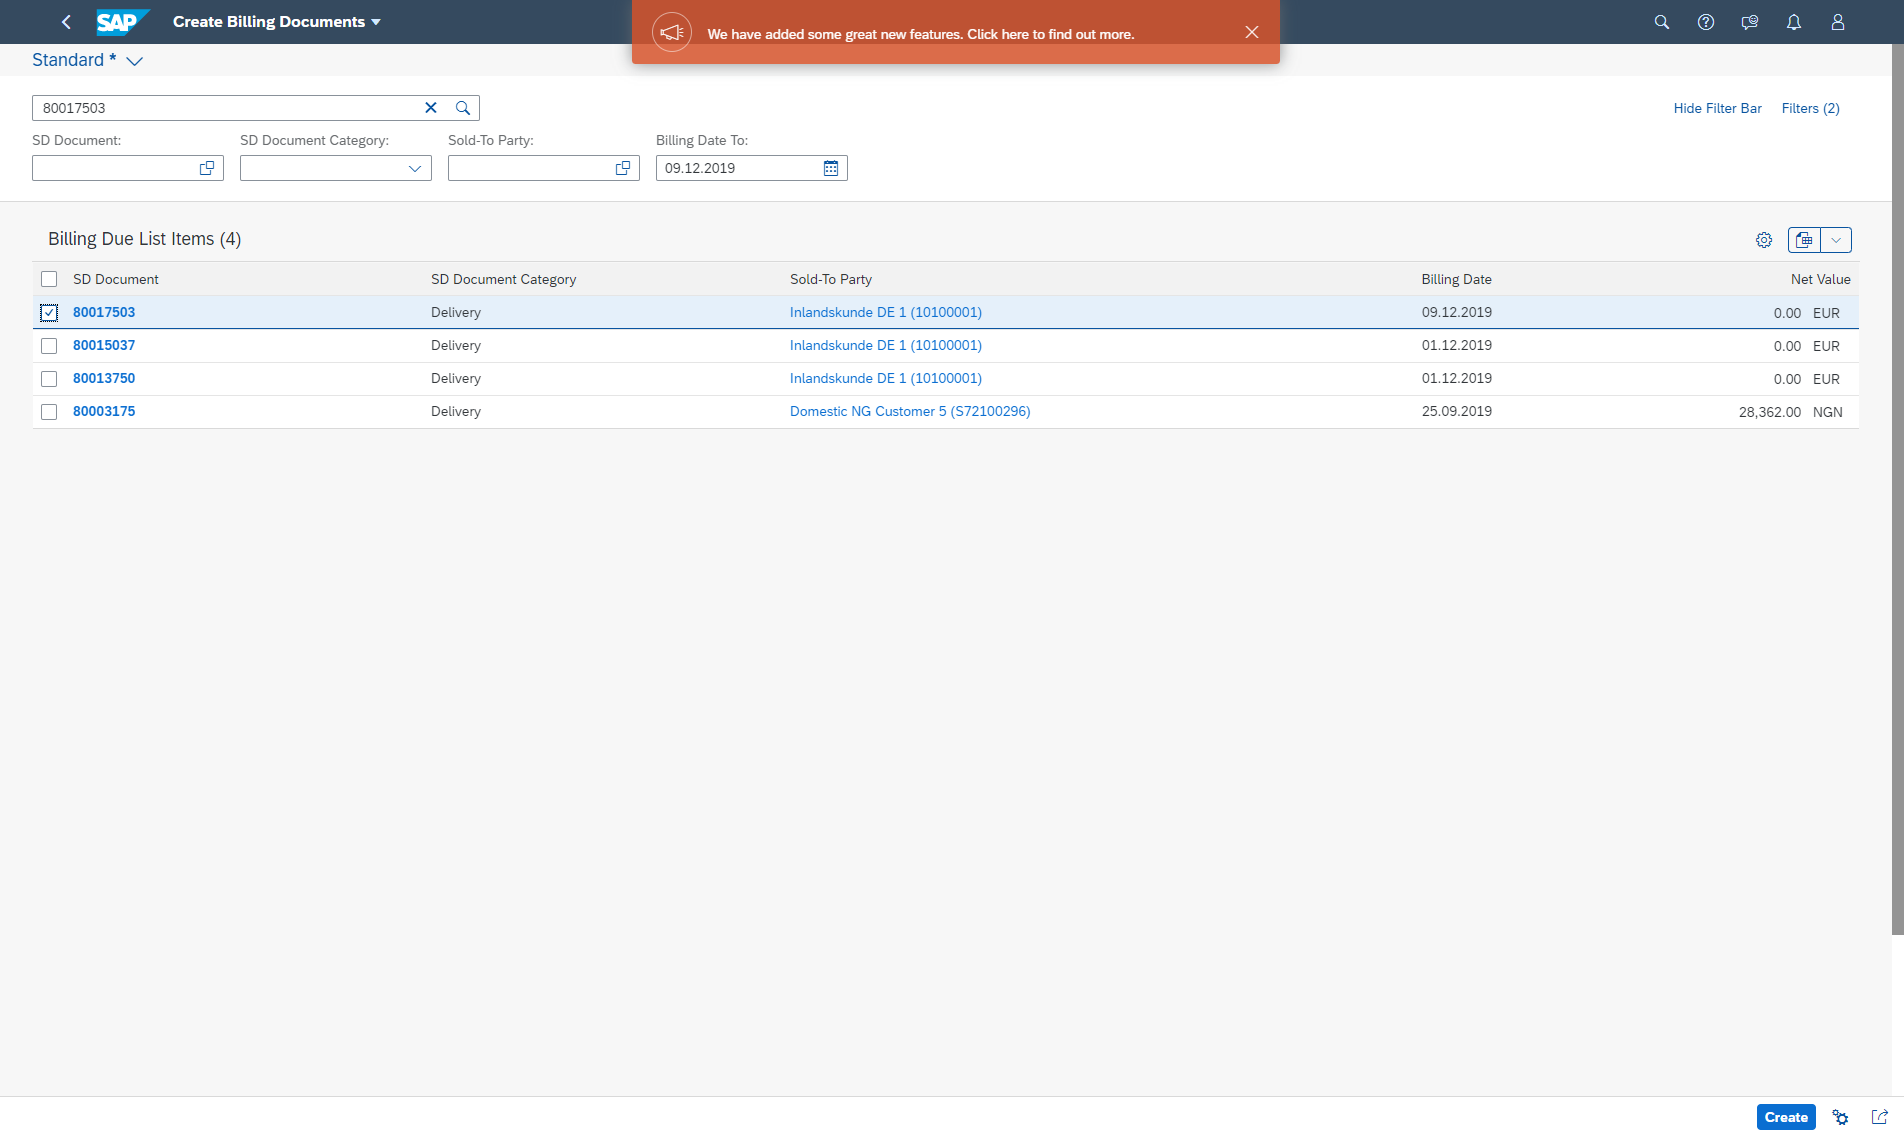 SAP
Create Billing Documents
We have added some great new features. Click here to find out more.
Standard *
80017503
Hide Filter Bar
Filters (2)
SD Document:
SD Document Category:
Sold-To Party:
Billing Date To:
09.12.2019
Billing Due List Items (4)
SD Document SD Document Category Sold-To Party Billing Date Net Value
80017503 Delivery Inlandskunde DE 1 (10100001) 09.12.2019 0.00 EUR
80015037 Delivery Inlandskunde DE 1 (10100001) 01.12.2019 0.00 EUR
80013750 Delivery Inlandskunde DE 1 (10100001) 01.12.2019 0.00 EUR
80003175 Delivery Domestic NG Customer 5 (S72100296) 25.09.2019 28,362.00 NGN
Create